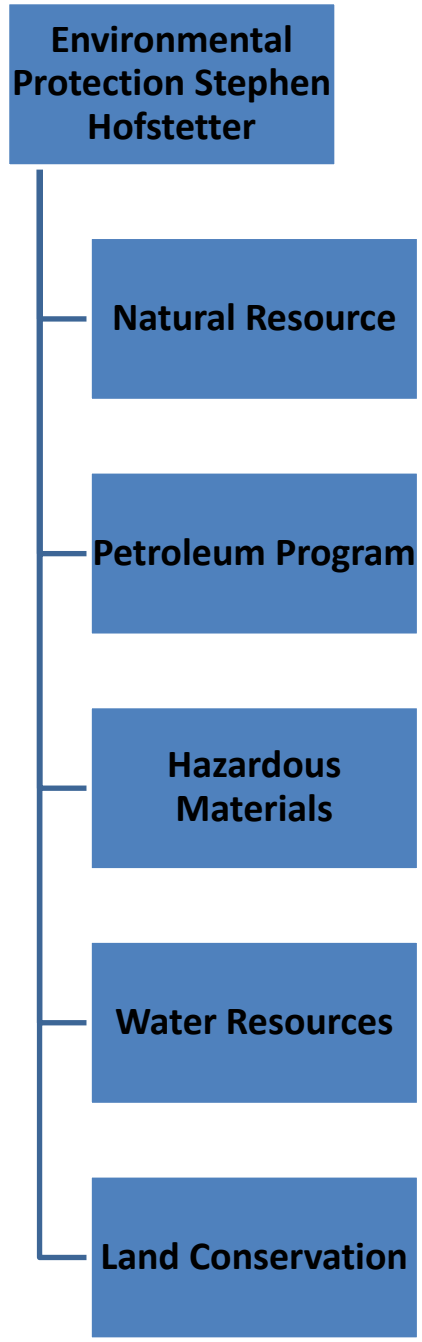 Environmental
Protection Stephen
Hofstetter
Natural Resource
Petroleum Program
Hazardous
Materials
Water Resources
Land Conservation